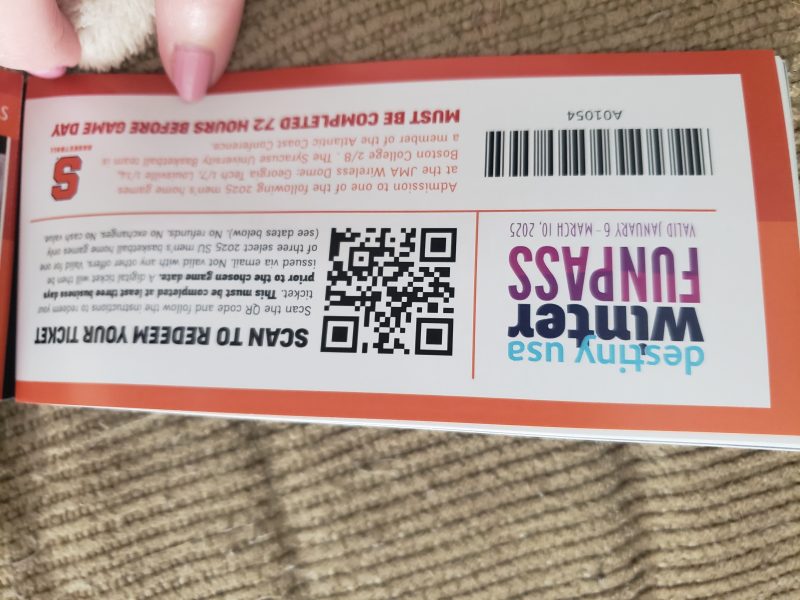 destiny usa
winter
FUNPASS
VALID JANUARY 6 - MARCH 10, 2025
A01054
SCAN TO REDEEM YOUR TICKET
Scan the QR code and follow the instructions to redeem your
ticket. This must be completed at least three business days
prior to the chosen game date. A digital ticket will then be
issued via email. Not valid with any other offers. Valid for one
of three select 2025 SU men's basketball home games only
(see dates below). No refunds. No exchanges. No cash value.
Admission to one of the following 2025 men's home games
at the JMA Wireless Dome: Georgia Tech 1/7, Louisville 1/14,
Boston College 2/8 . The Syracuse University Basketball team is
a member of the Atlantic Coast Conference.
MUST BE COMPLETED 72 HOURS BEFORE GAME DAY
S
BASKETBALL